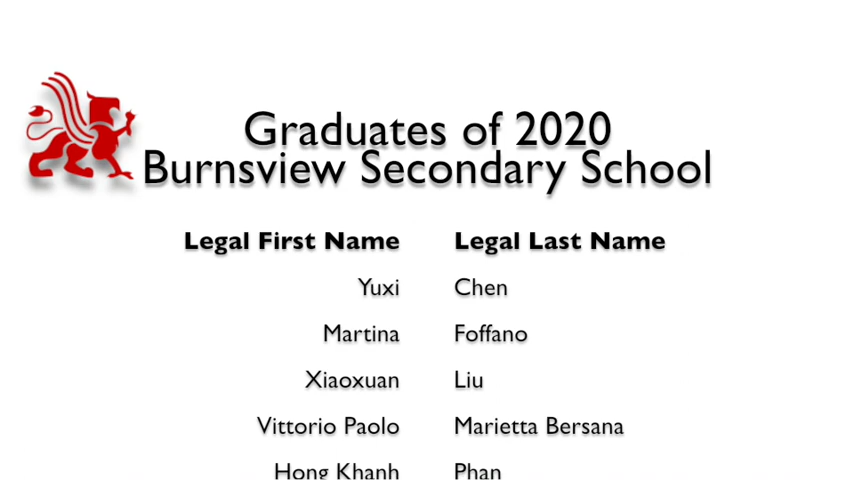 Graduates of 2020
Burnsview Secondary School
Legal First Name Legal Last Name
Yuxi Chen
Martina Foffano
Xiaoxuan Liu
Vittorio Paolo Marietta Bersana
Hong Khanh Phan